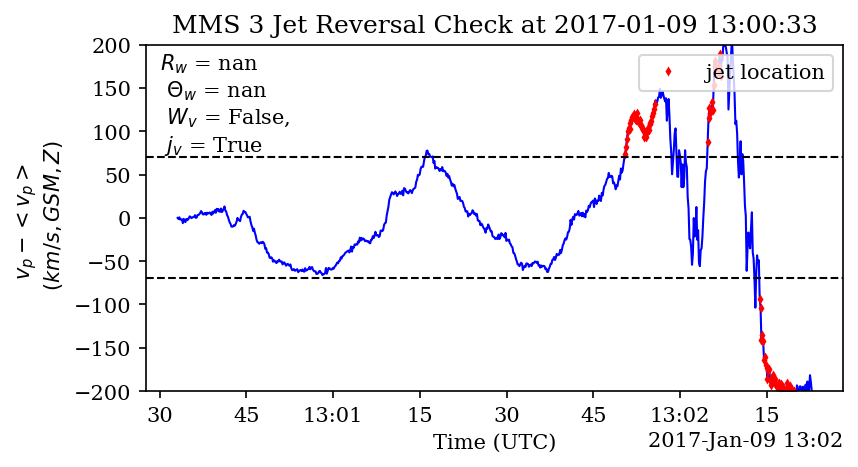 MMS 3 Jet Reversal Check at 2017-01-09 13:00:33
R_w = nan
Θ_w = nan
W_v = False,
j_v = True
jet location
v_p − < v_p >
(km/s, GSM, Z)
200
150
100
50
0
−50
−100
−150
−200
30 45 13:01 15 30 45 13:02 15
Time (UTC)
2017-Jan-09 13:02